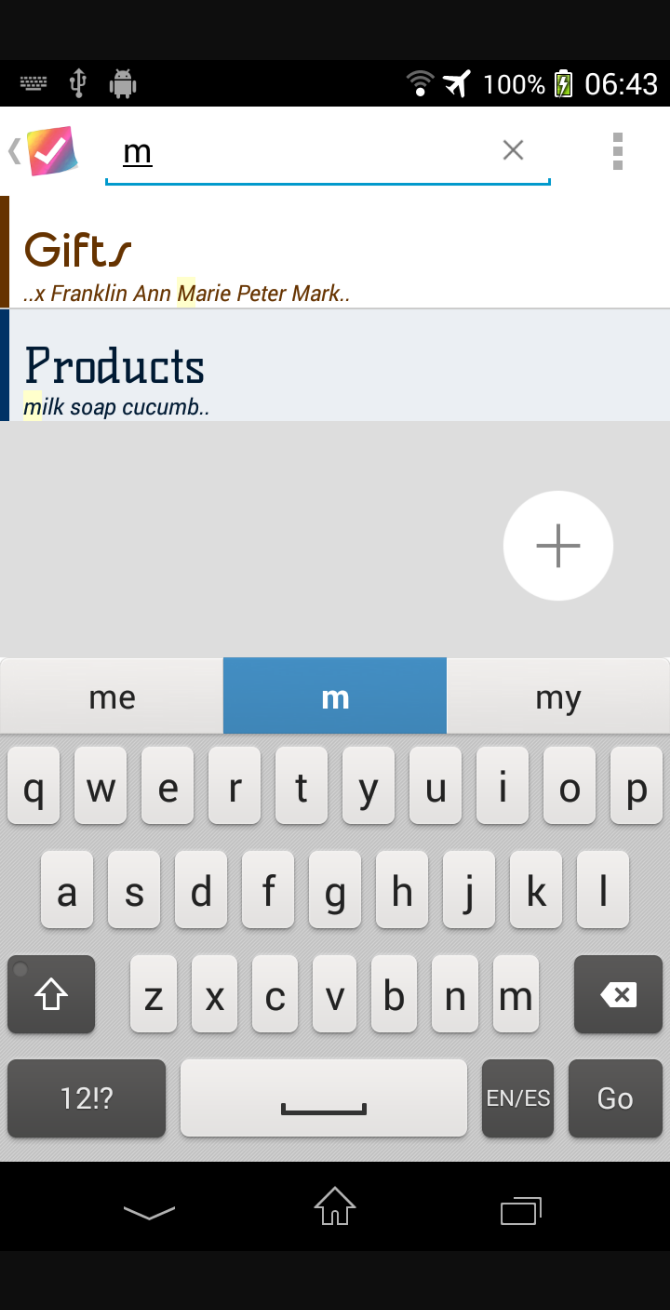 100% 06:43
m
Gifts
..x Franklin Ann Marie Peter Mark..
Products
milk soap cucumb..
me m my
q w e r t y u i o p
a s d f g h j k l
z x c v b n m
12!? EN/ES Go